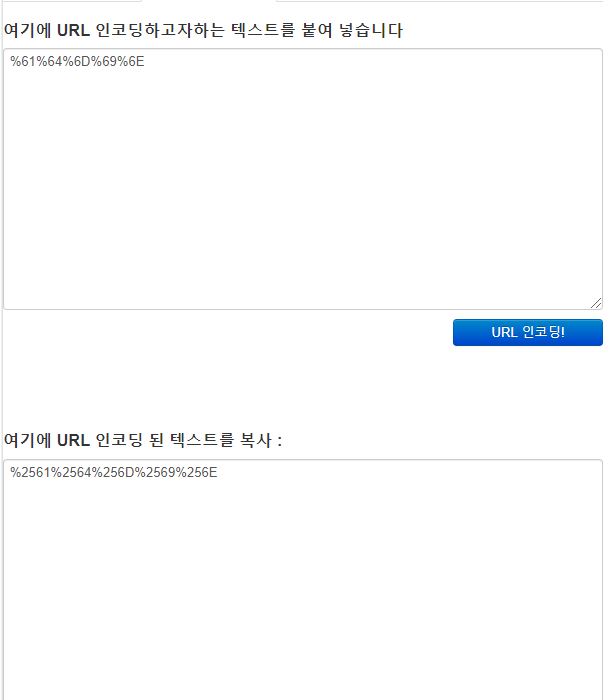 여기에 URL 인코딩하고자하는 텍스트를 붙여 넣습니다
%61%64%6D%69%6E
URL 인코딩!
여기에 URL 인코딩 된 텍스트를 복사 :
%2561%2564%256D%2569%256E